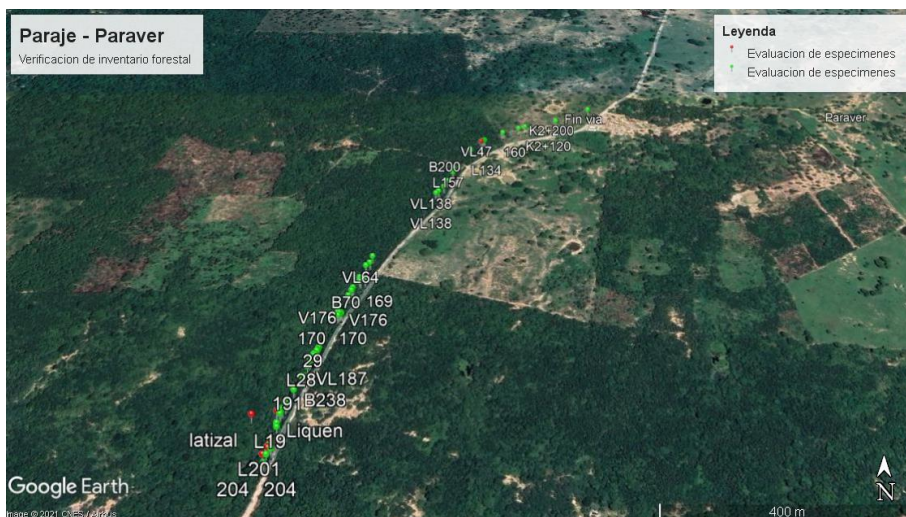 Paraje - Paraver
Verificacion de inventario forestal
Leyenda
Evaluacion de especimenes
Evaluacion de especimenes
Paraver
Fin via
K2+200
K2+120
VL47
160
B200
L134
L157
VL138
VL138
VL64
B70
169
V176
V176
170
170
29
L28
VL187
191
B238
Liquen
latizal
L19
L201
204
204
Google Earth
N
400 m